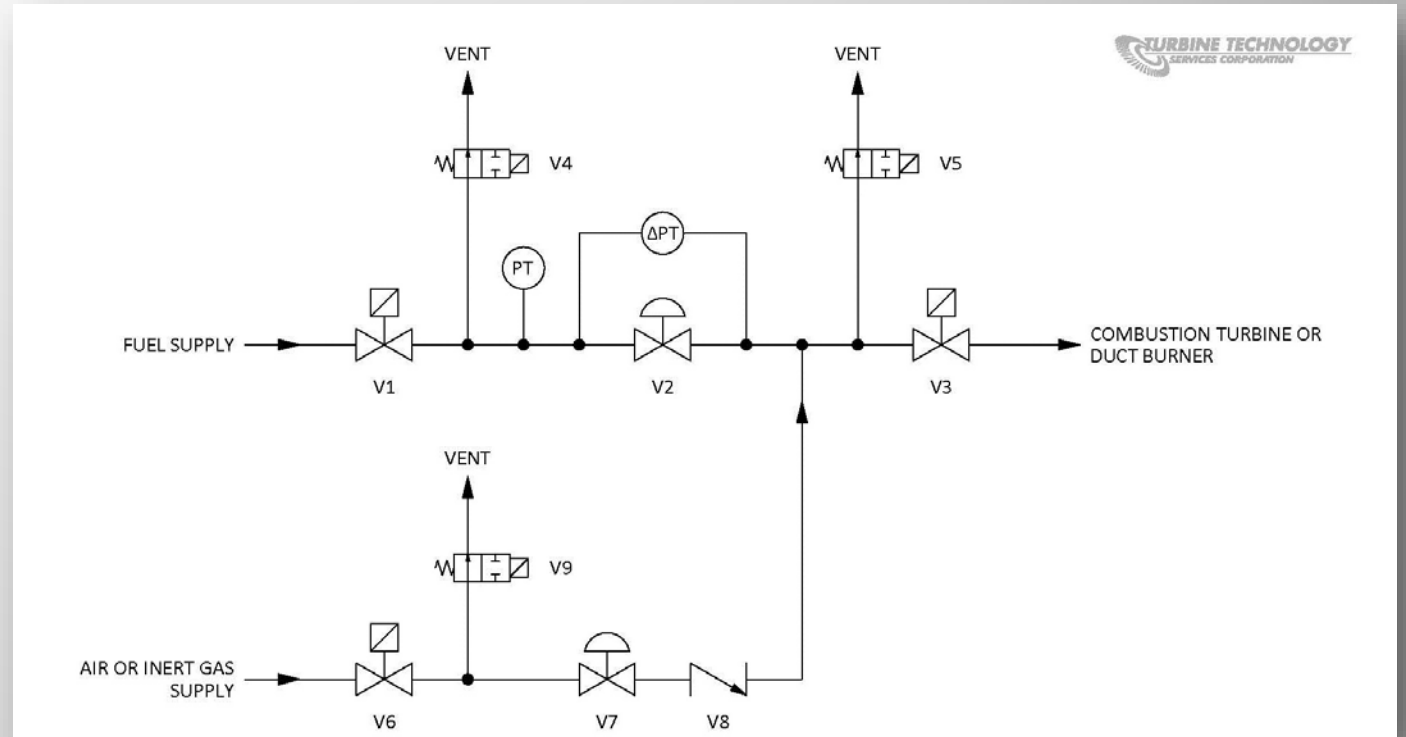 TURBINE TECHNOLOGY
SERVICES CORPORATION
VENT
VENT
V4
V5
ΔPT
PT
FUEL SUPPLY
COMBUSTION TURBINE OR
DUCT BURNER
V1
V2
V3
VENT
V9
AIR OR INERT GAS
SUPPLY
V6
V7
V8